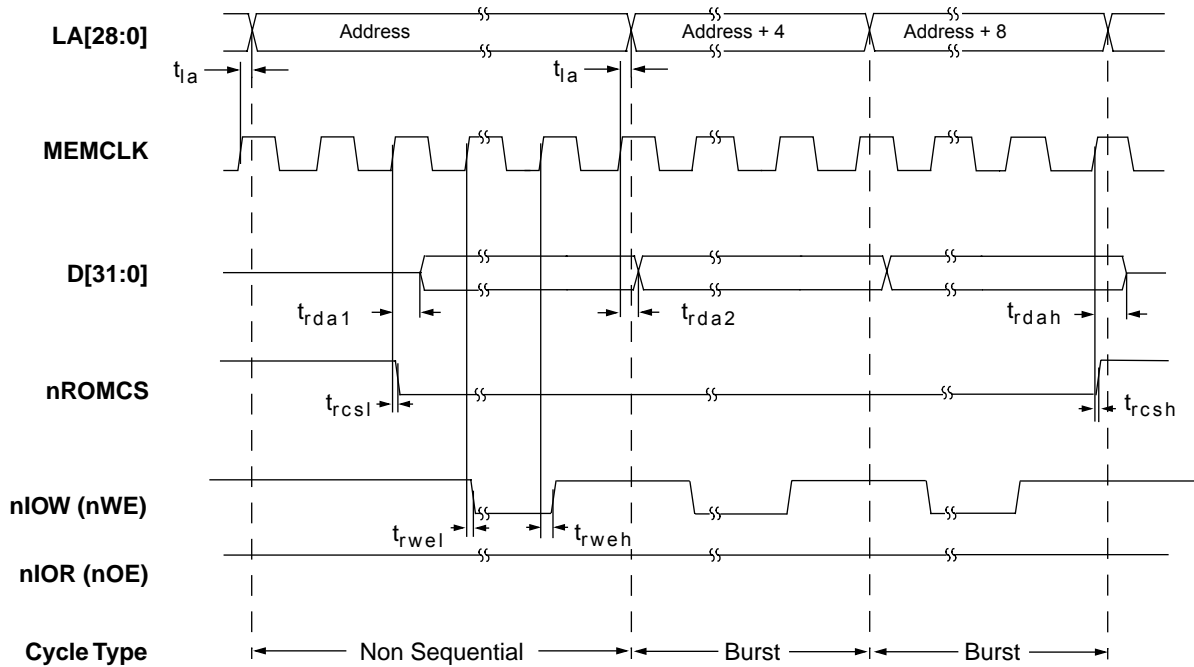 LA[28:0] Address Address + 4 Address + 8
tla tla
MEMCLK
D[31:0]
trda1 trda2 trdah
nROMCS
trcsl trcsh
nIOW (nWE)
trwel trweh
nIOR (nOE)
Cycle Type Non Sequential Burst Burst